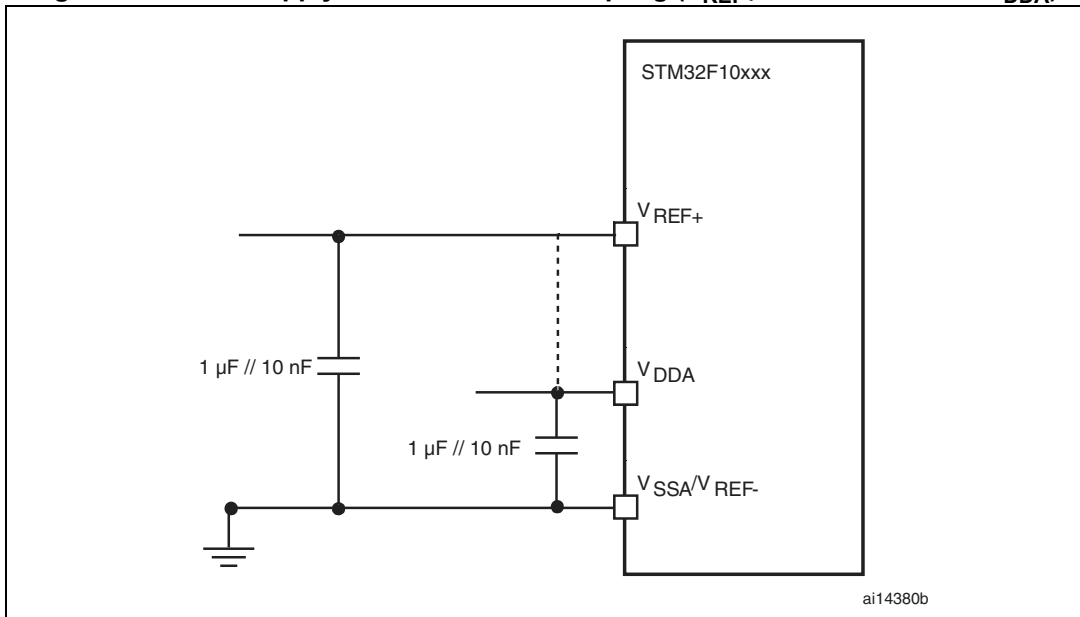 STM32F10xxx
VREF+
1 µF // 10 nF
VDDA
1 µF // 10 nF
VSSA/VREF-
ai14380b